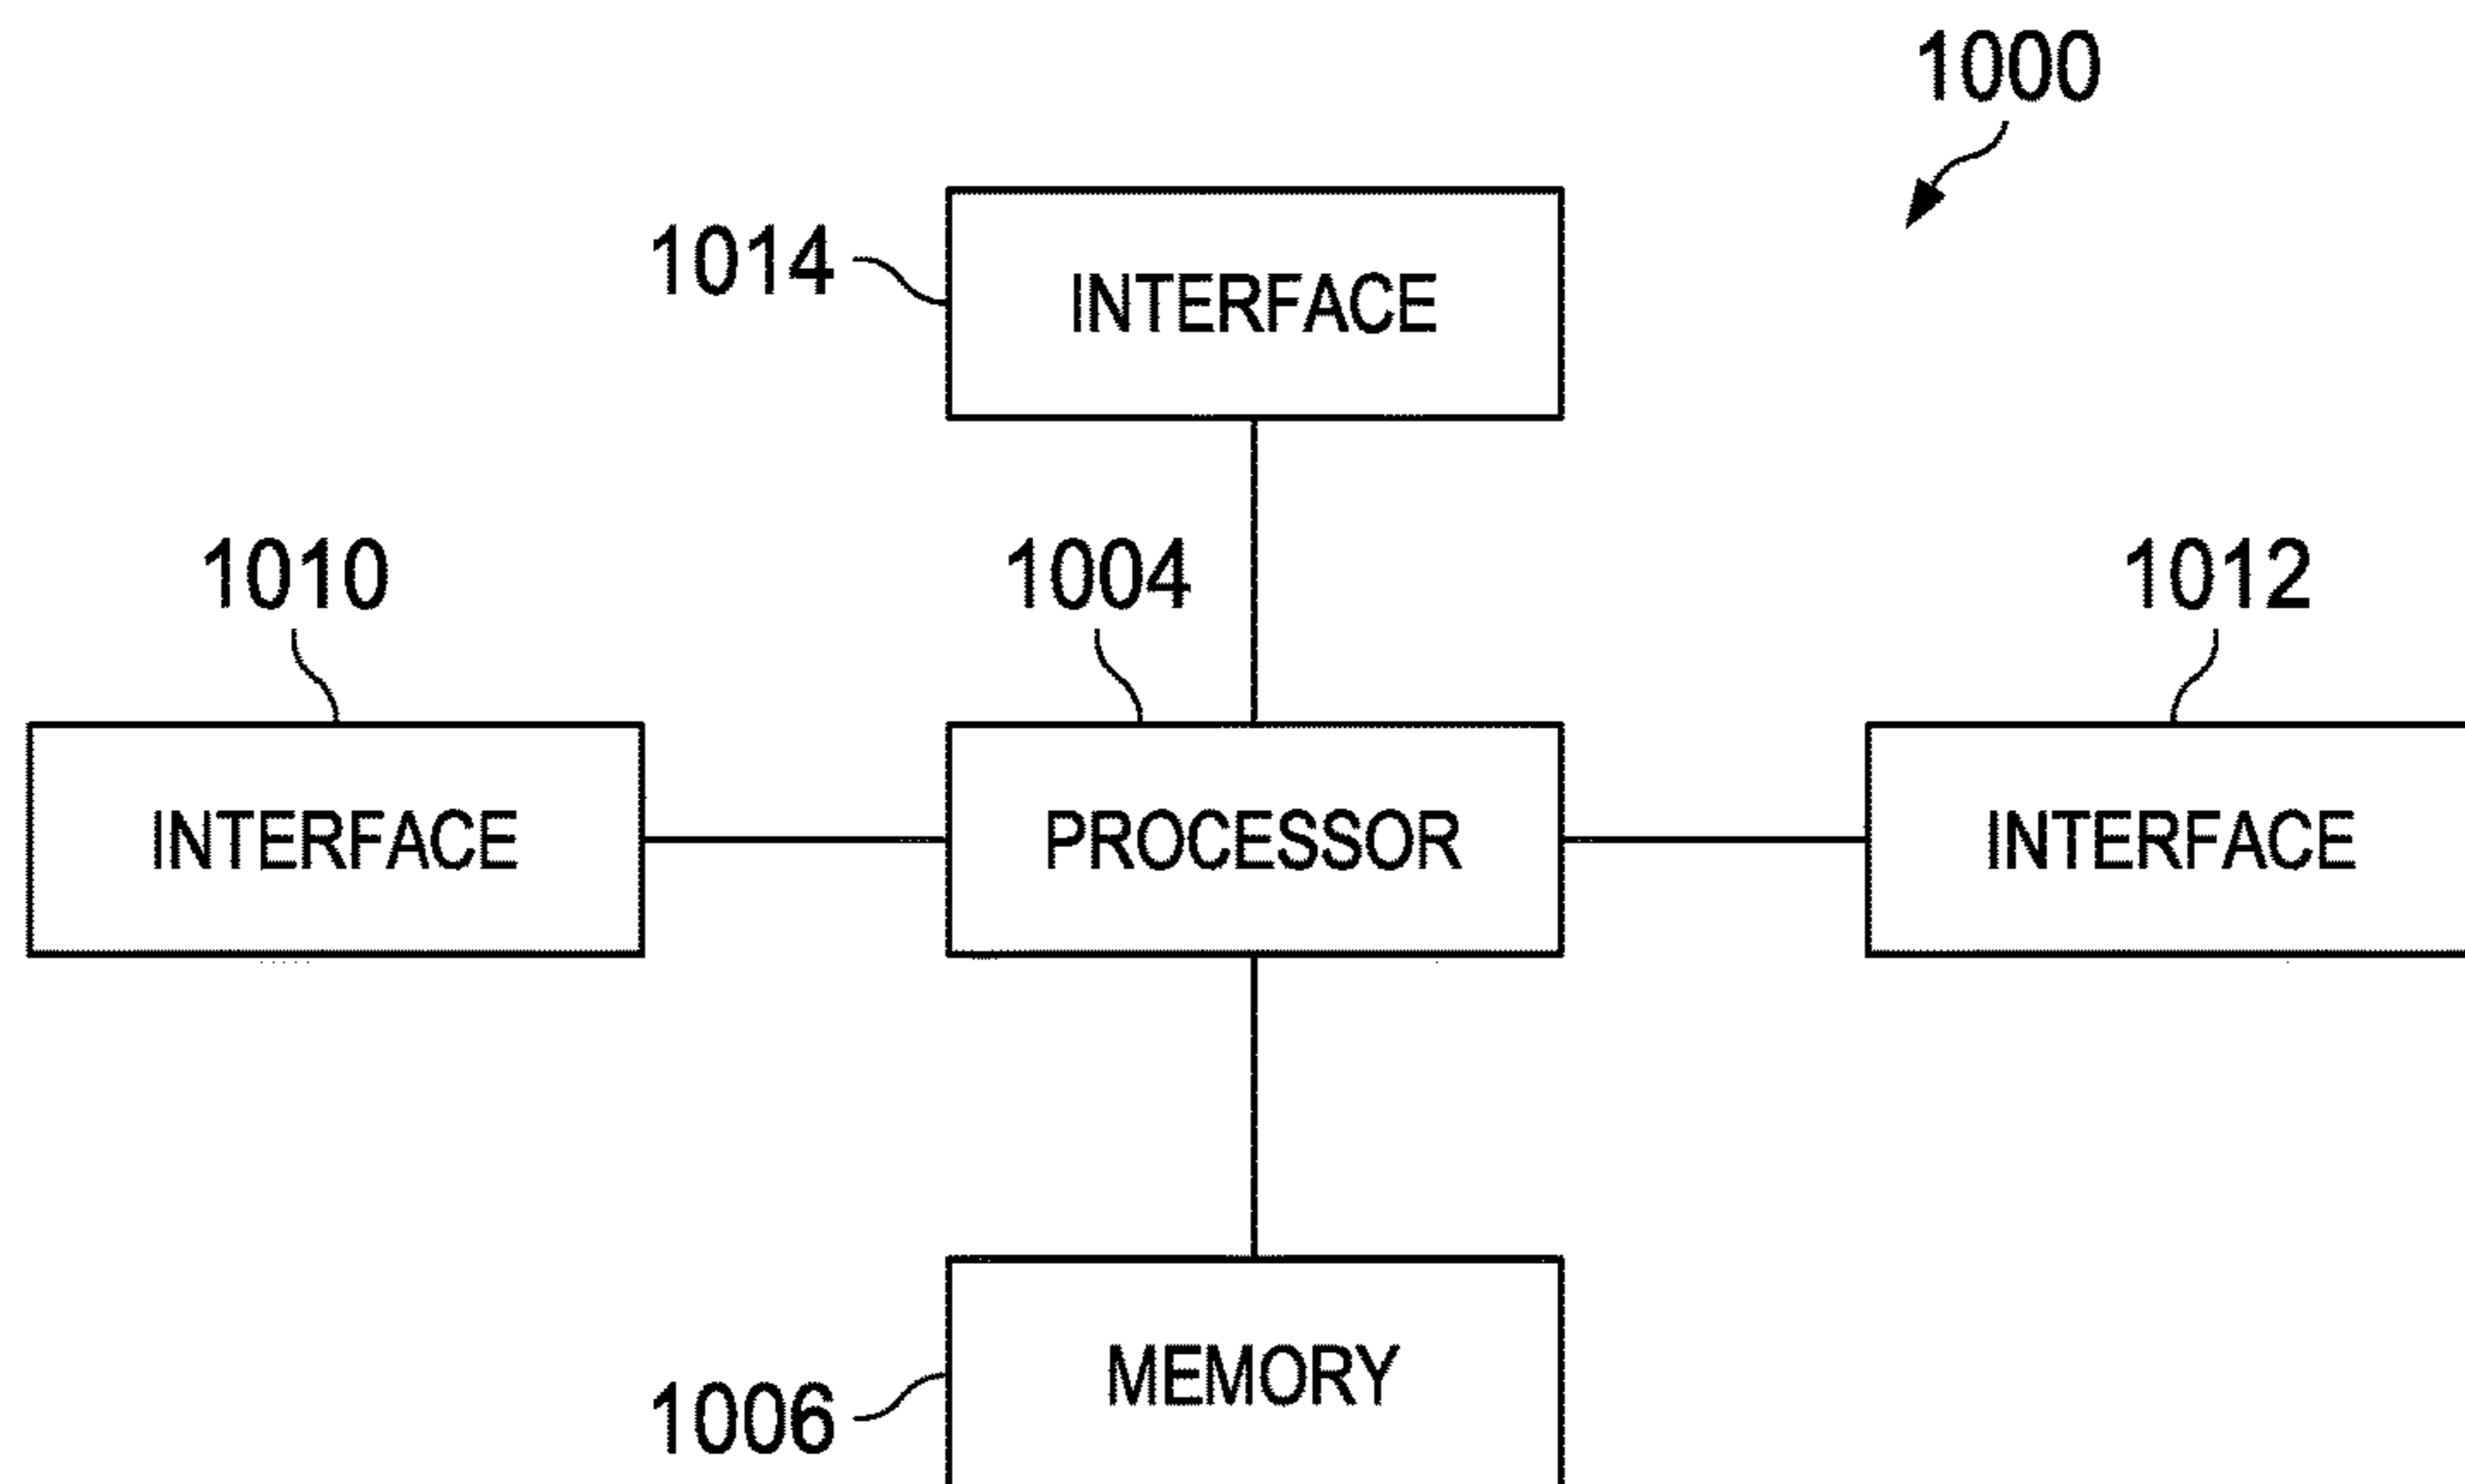 1000
1014
INTERFACE
1010
1004
1012
INTERFACE
PROCESSOR
INTERFACE
MEMORY
1006